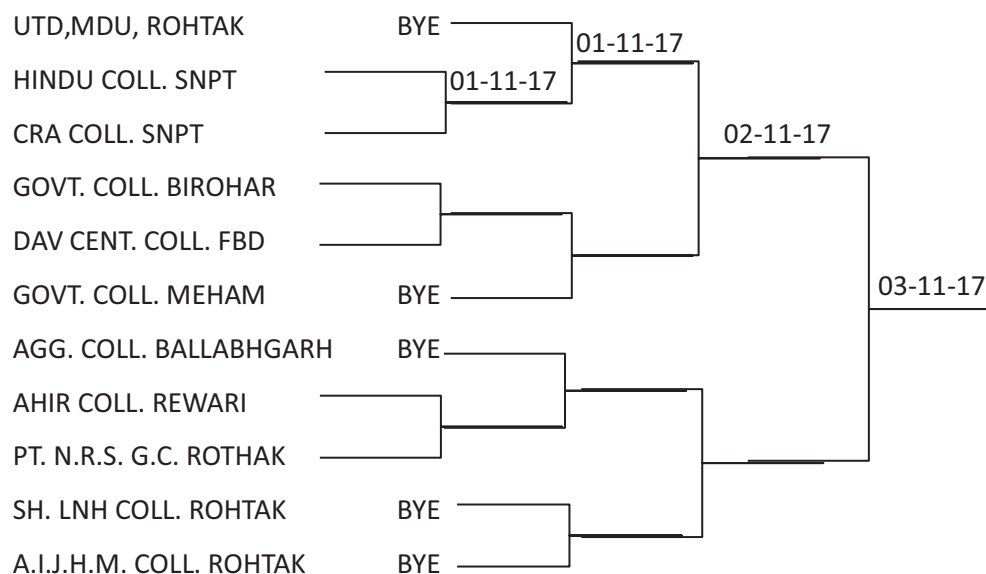 UTD,MDU, ROHTAK BYE
01-11-17
HINDU COLL. SNPT 01-11-17
CRA COLL. SNPT 02-11-17
GOVT. COLL. BIROHAR
DAV CENT. COLL. FBD
GOVT. COLL. MEHAM BYE 03-11-17
AGG. COLL. BALLABHGARH BYE
AHIR COLL. REWARI
PT. N.R.S. G.C. ROTHAK
SH. LNH COLL. ROHTAK BYE
A.I.J.H.M. COLL. ROHTAK BYE